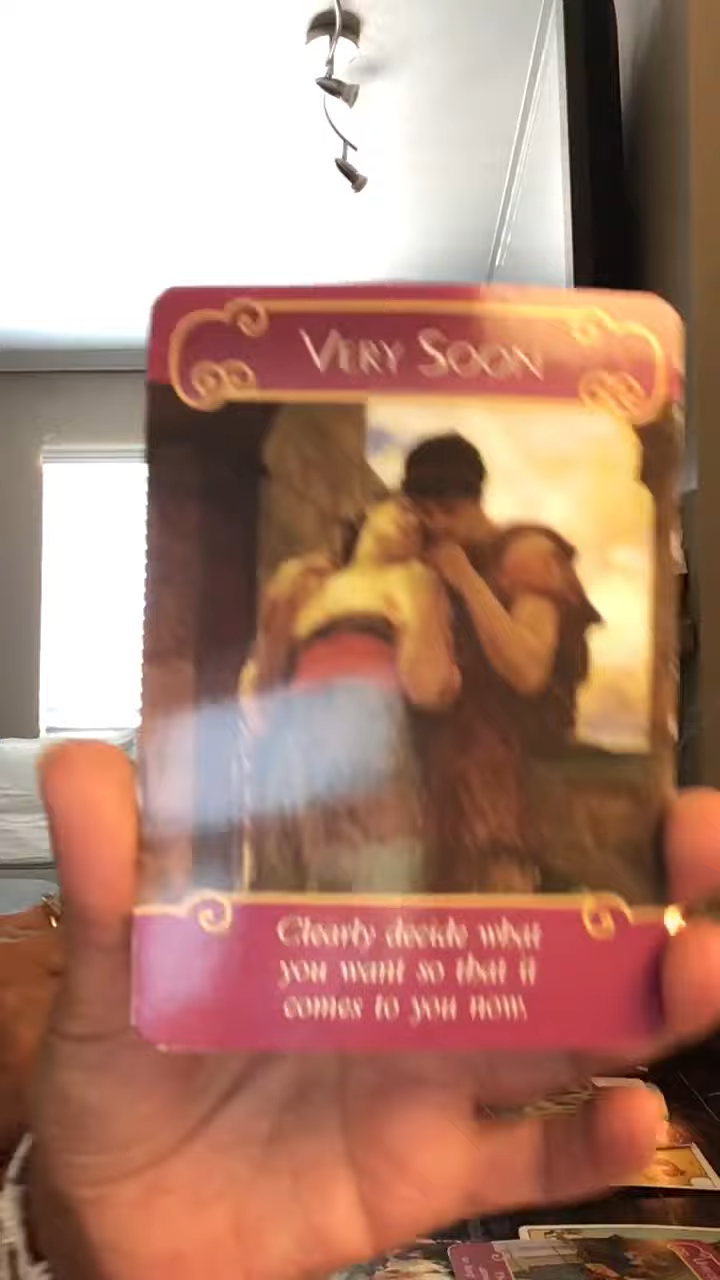 VERY SOON
Clearly decide what
you want so that it
comes to you now.